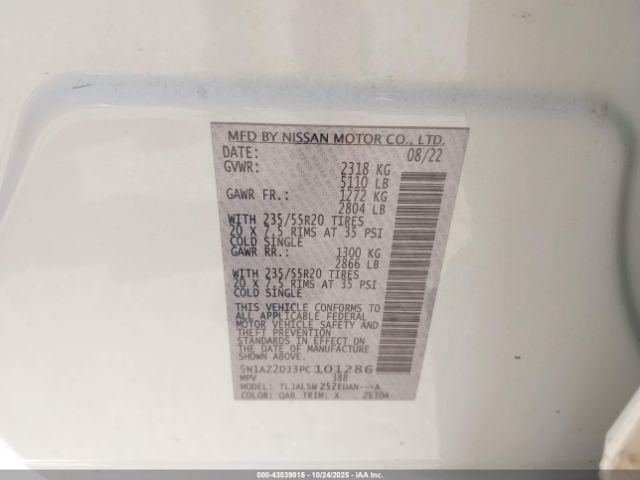 MFD BY NISSAN MOTOR CO., LTD.
DATE: 08/22
GVWR: 2318 KG
5110 LB
GAWR FR.: 1272 KG
2804 LB
WITH 235/55R20 TIRES
20 X 7.5 RIMS AT 35 PSI
COLD SINGLE
GAWR RR.: 1300 KG
2866 LB
WITH 235/55R20 TIRES
20 X 7.5 RIMS AT 35 PSI
COLD SINGLE
THIS VEHICLE CONFORMS TO
ALL APPLICABLE FEDERAL
MOTOR VEHICLE SAFETY AND
THEFT PREVENTION
STANDARDS IN EFFECT ON
THE DATE OF MANUFACTURE
SHOWN ABOVE.
5N1AZ2DJ3PC101286
MPV 388
MODEL: TLJALSWZ52EUAN---A
COLOR: QAB TRIM: X Z570A
000-43539816 - 10/24/2025 - IAA Inc.